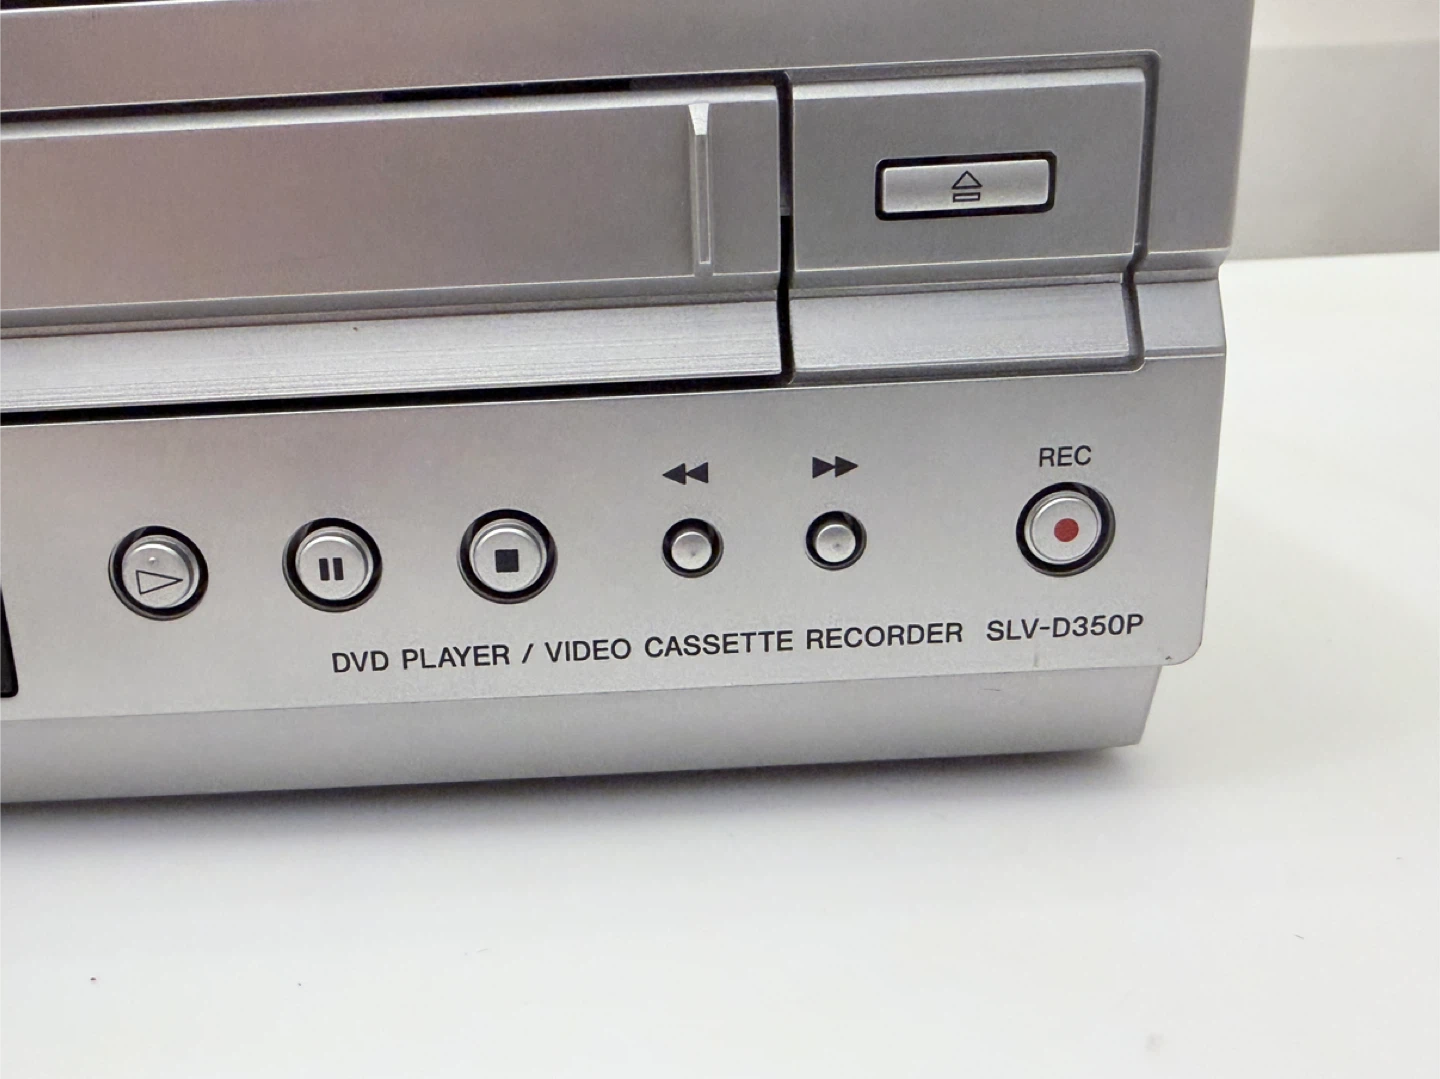 REC
DVD PLAYER / VIDEO CASSETTE RECORDER SLV-D350P